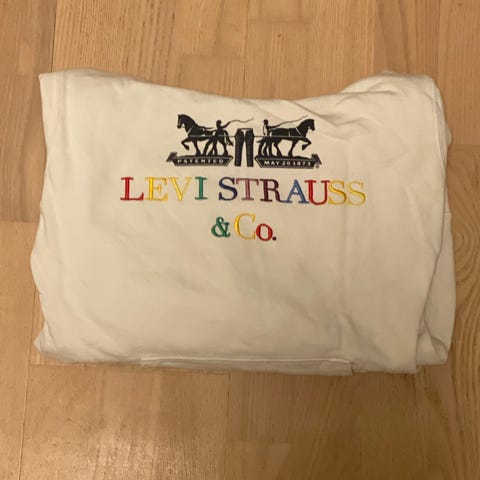 PATENTED MAY 20 1873 ®
LEVI STRAUSS
& Co.